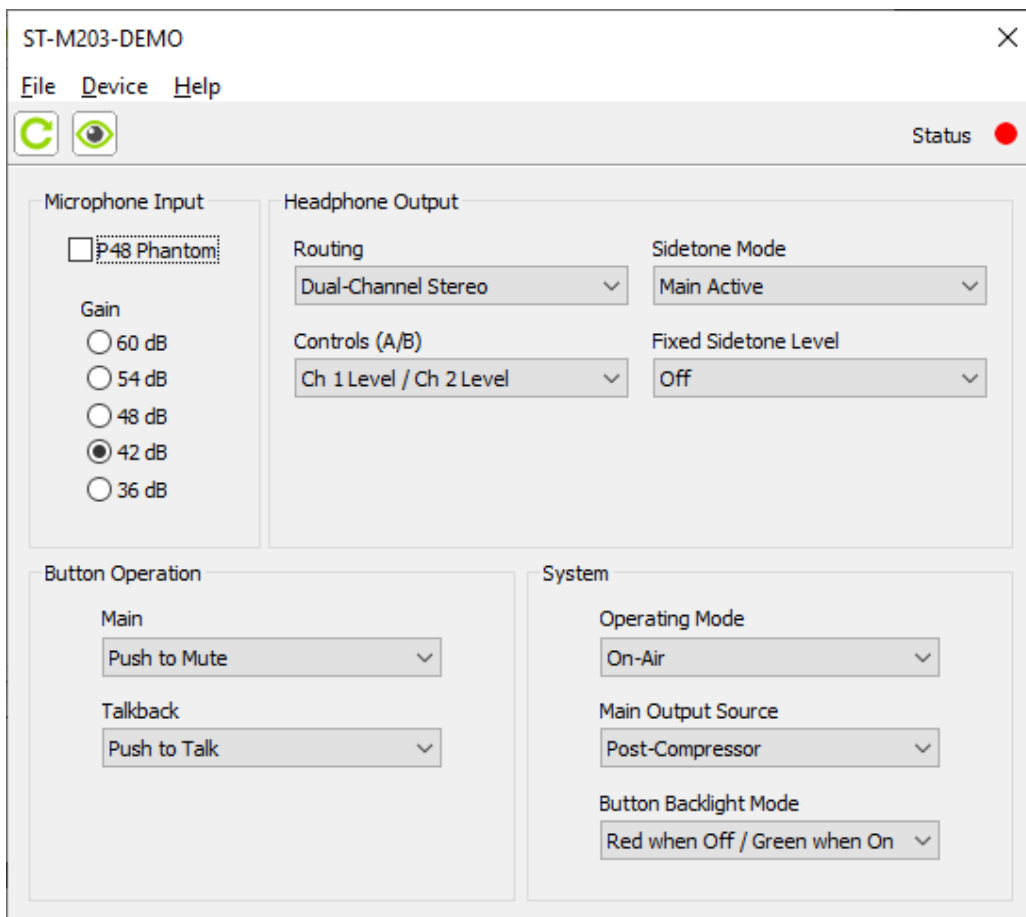 ST-M203-DEMO
File Device Help
Status
Microphone Input
P48 Phantom
Gain
60 dB
54 dB
48 dB
42 dB
36 dB
Headphone Output
Routing
Dual-Channel Stereo
Sidetone Mode
Main Active
Controls (A/B)
Ch 1 Level / Ch 2 Level
Fixed Sidetone Level
Off
Button Operation
Main
Push to Mute
Talkback
Push to Talk
System
Operating Mode
On-Air
Main Output Source
Post-Compressor
Button Backlight Mode
Red when Off / Green when On